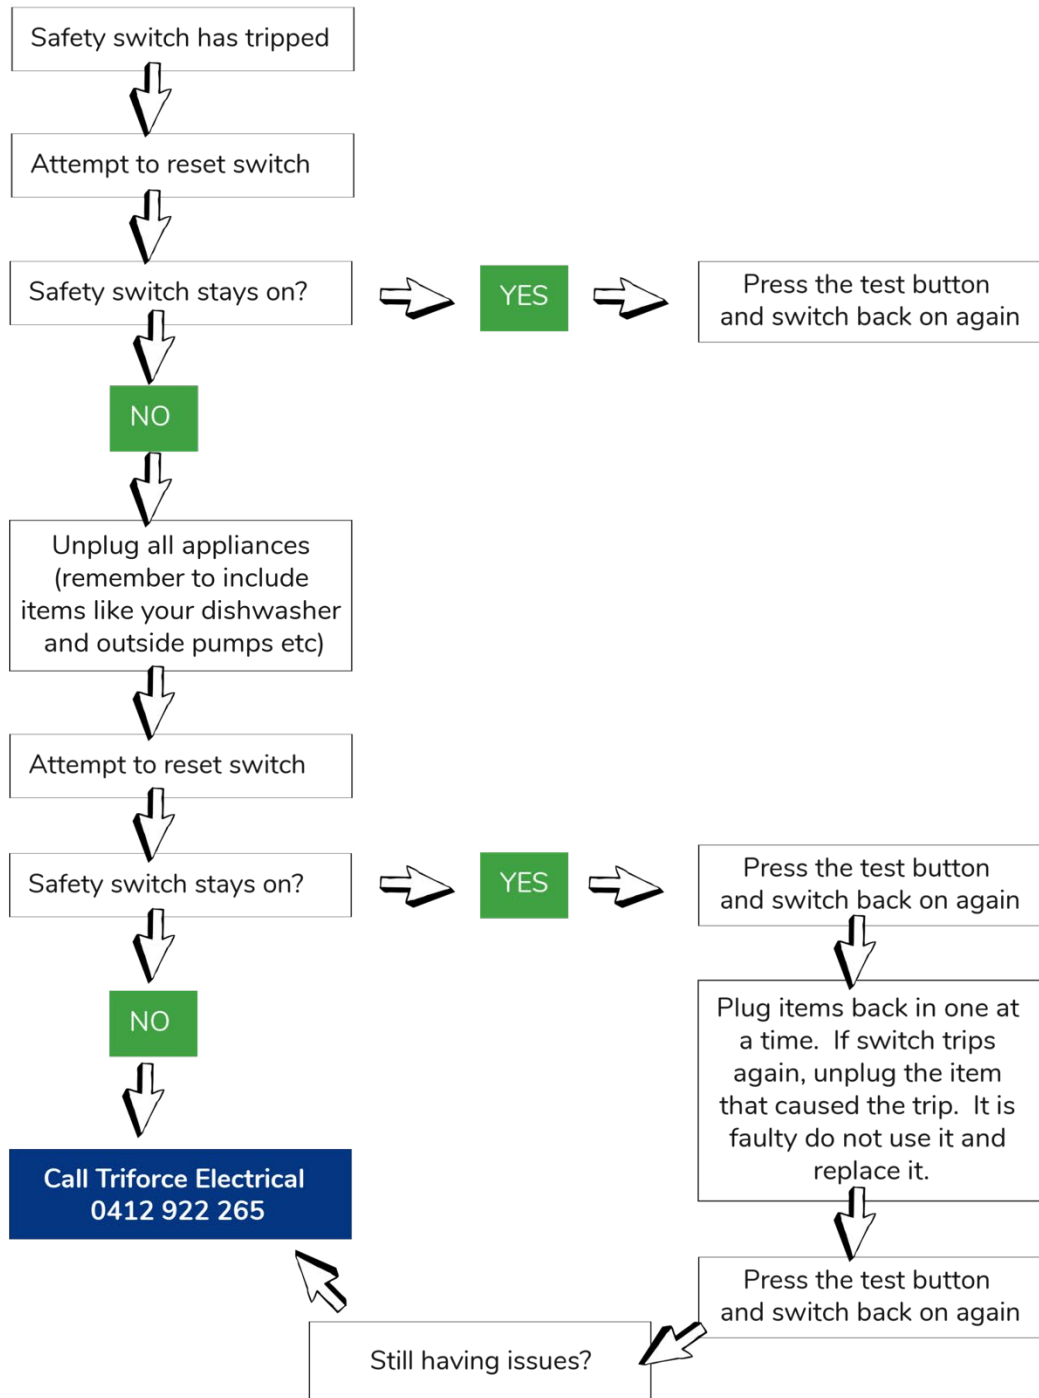 Safety switch has tripped
Attempt to reset switch
Safety switch stays on?
YES
Press the test button
and switch back on again
NO
Unplug all appliances
(remember to include
items like your dishwasher
and outside pumps etc)
Attempt to reset switch
Safety switch stays on?
YES
Press the test button
and switch back on again
NO
Plug items back in one at
a time. If switch trips
again, unplug the item
that caused the trip. It is
faulty do not use it and
replace it.
Call Triforce Electrical
0412 922 265
Press the test button
and switch back on again
Still having issues?